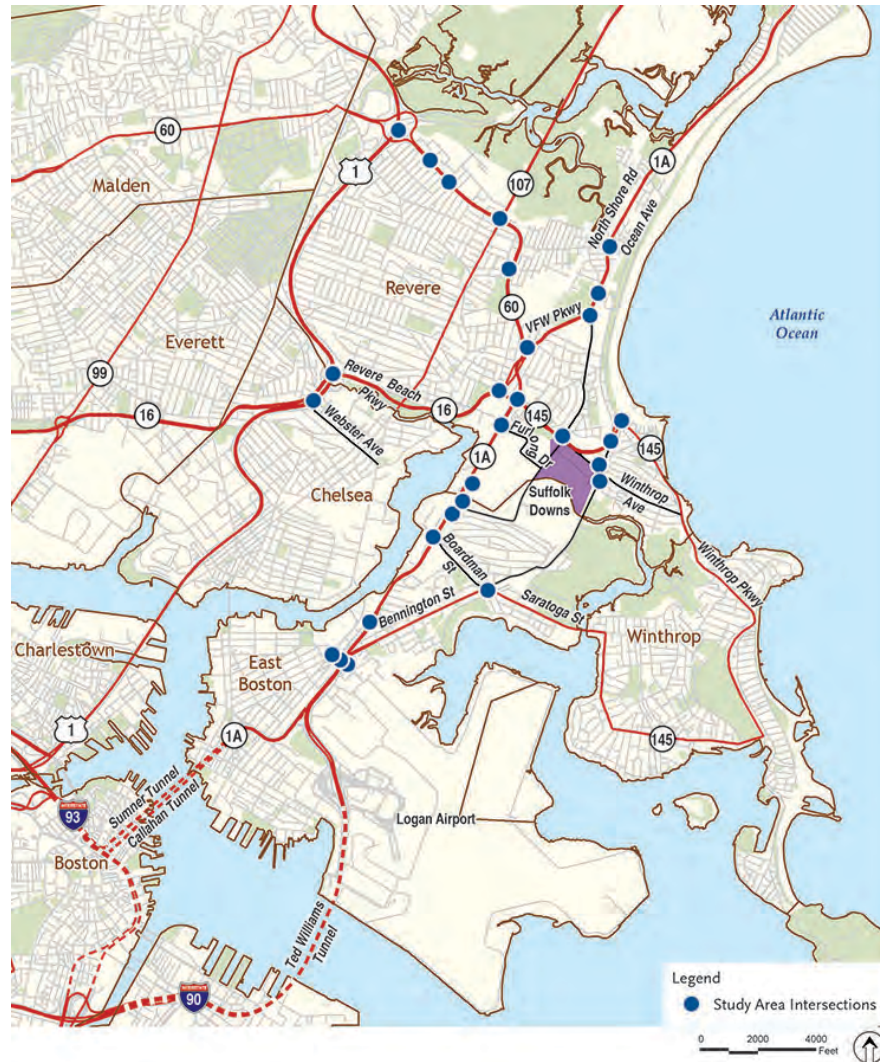 60
1
107
1A
North Shore Rd
Ocean Ave
Malden
Revere
60
VFW Pkwy
Atlantic
Ocean
Everett
99
Revere Beach
Pkwy
16
16
145
145
Webster Ave
Furlong
Dr
1A
Chelsea
Suffolk
Downs
Winthrop
Ave
Boardman
St
Winthrop Pkwy
Bennington St
Saratoga St
Winthrop
Charlestown
East
Boston
1
1A
145
Sumner Tunnel
Callahan Tunnel
INTERSTATE
93
Logan Airport
Boston
Ted Williams
Tunnel
INTERSTATE
90
Legend
Study Area Intersections
0 2000 4000
Feet